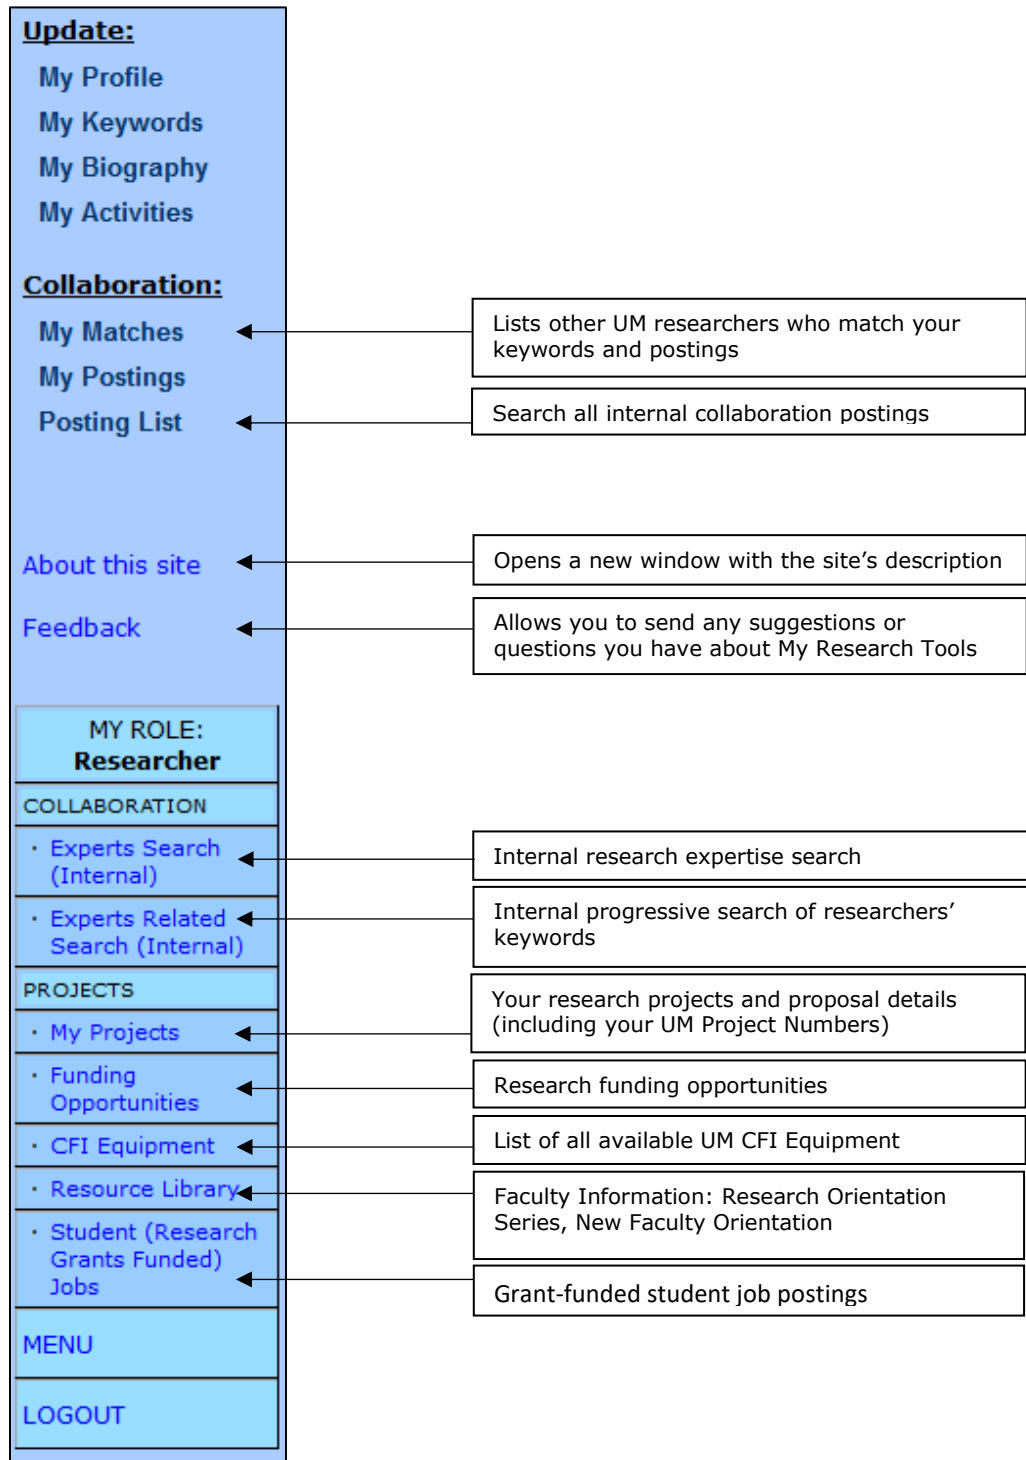 Update:
My Profile
My Keywords
My Biography
My Activities
Collaboration:
My Matches
Lists other UM researchers who match your
keywords and postings
My Postings
Posting List
Search all internal collaboration postings
About this site
Opens a new window with the site’s description
Feedback
Allows you to send any suggestions or
questions you have about My Research Tools
MY ROLE:
Researcher
COLLABORATION
· Experts Search
(Internal)
Internal research expertise search
· Experts Related
Search (Internal)
Internal progressive search of researchers’
keywords
PROJECTS
· My Projects
Your research projects and proposal details
(including your UM Project Numbers)
· Funding
Opportunities
Research funding opportunities
· CFI Equipment
List of all available UM CFI Equipment
· Resource Library
Faculty Information: Research Orientation
Series, New Faculty Orientation
· Student (Research
Grants Funded)
Jobs
Grant-funded student job postings
MENU
LOGOUT